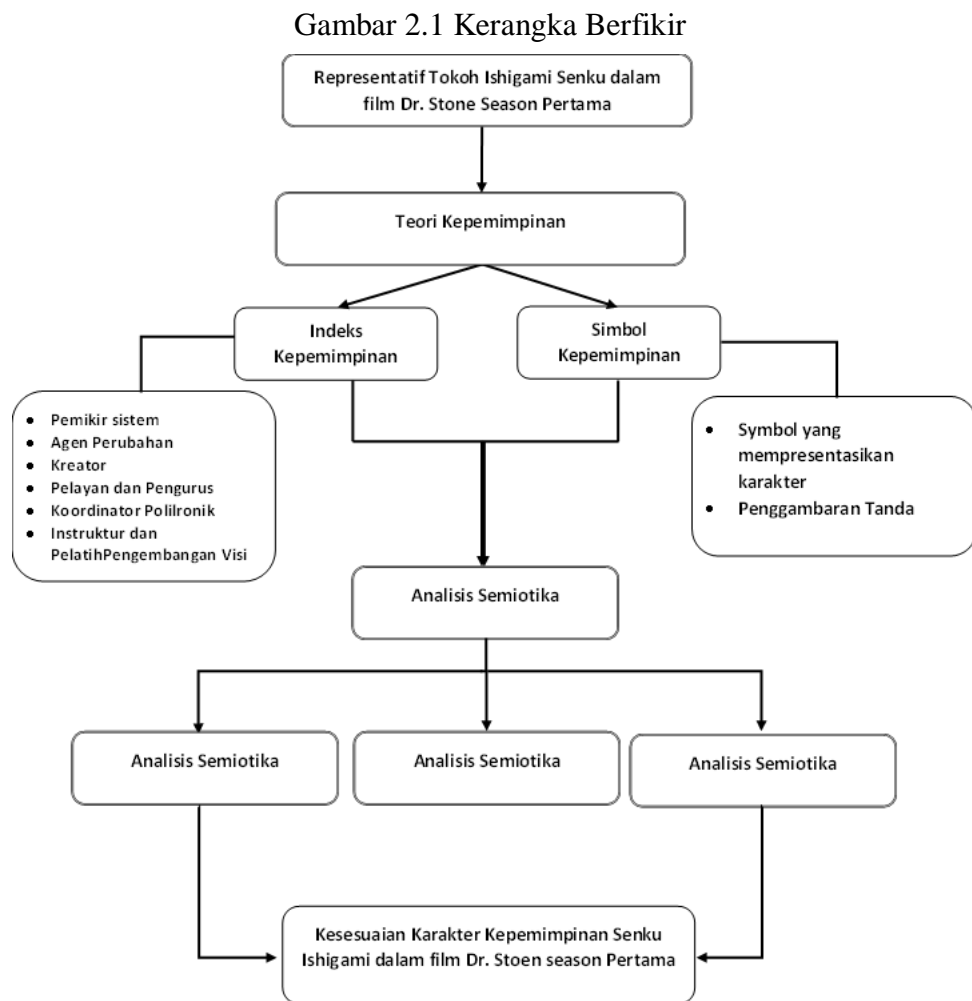 Gambar 2.1 Kerangka Berfikir
Representatif Tokoh Ishigami Senku dalam
film Dr. Stone Season Pertama
Teori Kepemimpinan
Indeks
Kepemimpinan
Simbol
Kepemimpinan
• Pemikir sistem
• Agen Perubahan
• Kreator
• Pelayan dan Pengurus
• Koordinator Polilronik
• Instruktur dan
PelatihPengembangan Visi
• Symbol yang
mempresentasikan
karakter
• Penggambaran Tanda
Analisis Semiotika
Analisis Semiotika
Analisis Semiotika
Analisis Semiotika
Kesesuaian Karakter Kepemimpinan Senku
Ishigami dalam film Dr. Stoen season Pertama